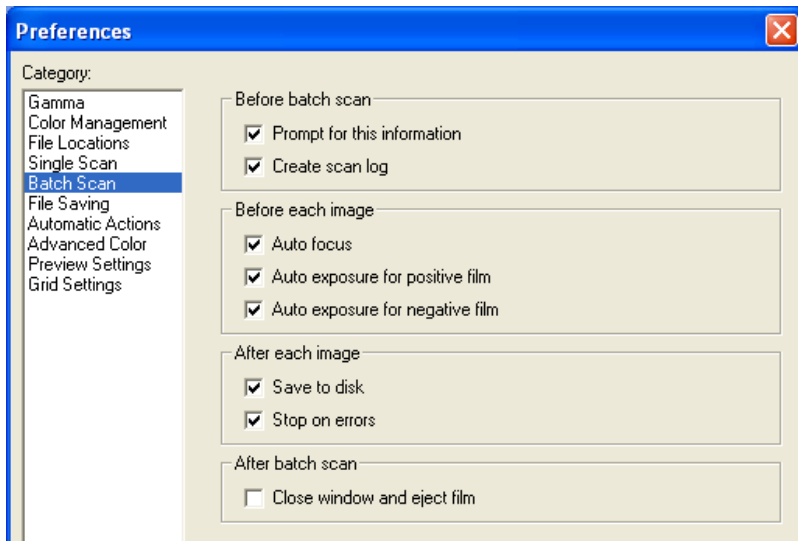 Preferences
Category:
Gamma
Color Management
File Locations
Single Scan
Batch Scan
File Saving
Automatic Actions
Advanced Color
Preview Settings
Grid Settings
Before batch scan
Prompt for this information
Create scan log
Before each image
Auto focus
Auto exposure for positive film
Auto exposure for negative film
After each image
Save to disk
Stop on errors
After batch scan
Close window and eject film